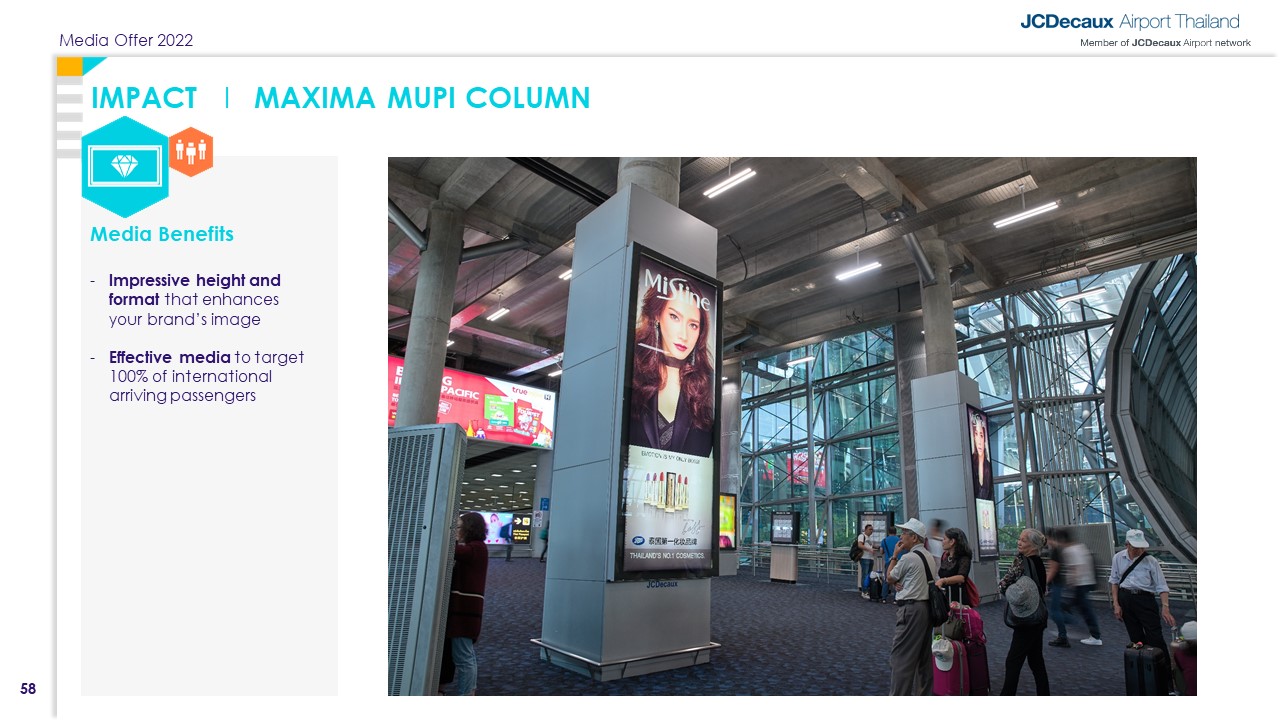 Media Offer 2022
JCDecaux Airport Thailand
Member of JCDecaux Airport network
IMPACT | MAXIMA MUPI COLUMN
Media Benefits
- Impressive height and
format that enhances
your brand's image
- Effective media to target
100% of international
arriving passengers
Mistine
EMOTION IS MY ONLY BRAND
泰国第一化妆品牌
THAILAND'S NO.1 COSMETICS.
JCDecaux
true
PACIFIC
58